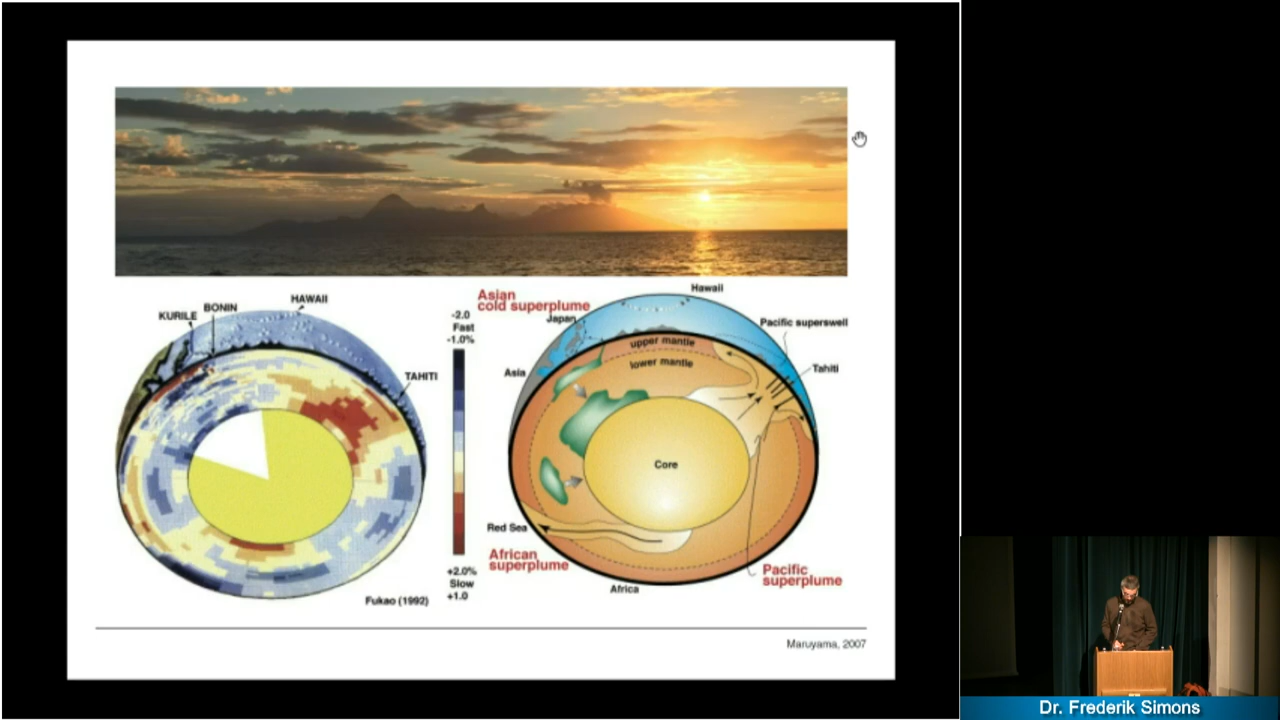 KURILE
BONIN
HAWAII
TAHITI
-2.0
Fast
-1.0%
+2.0%
Slow
+1.0
Fukao (1992)
Asian
cold superplume
Hawaii
Japan
Pacific superswell
upper mantle
lower mantle
Tahiti
Asia
Core
Red Sea
African
superplume
Africa
Pacific
superplume
Maruyama, 2007
Dr. Frederik Simons